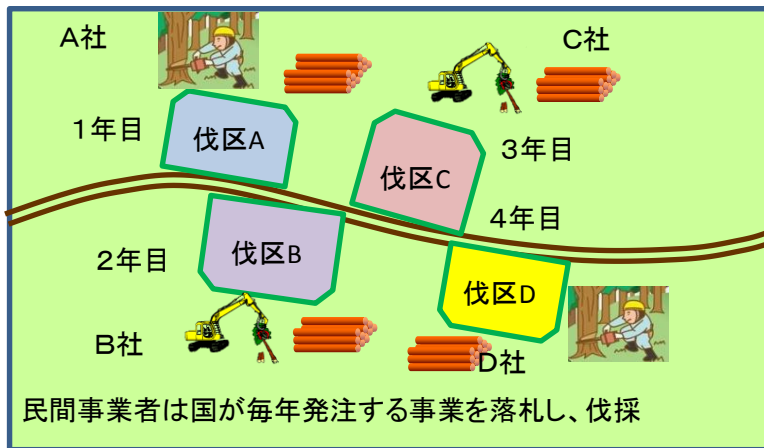 A社
C社
1年目
伐区A
伐区C
3年目
4年目
2年目
伐区B
伐区D
B社
D社
民間事業者は国が毎年発注する事業を落札し、伐採